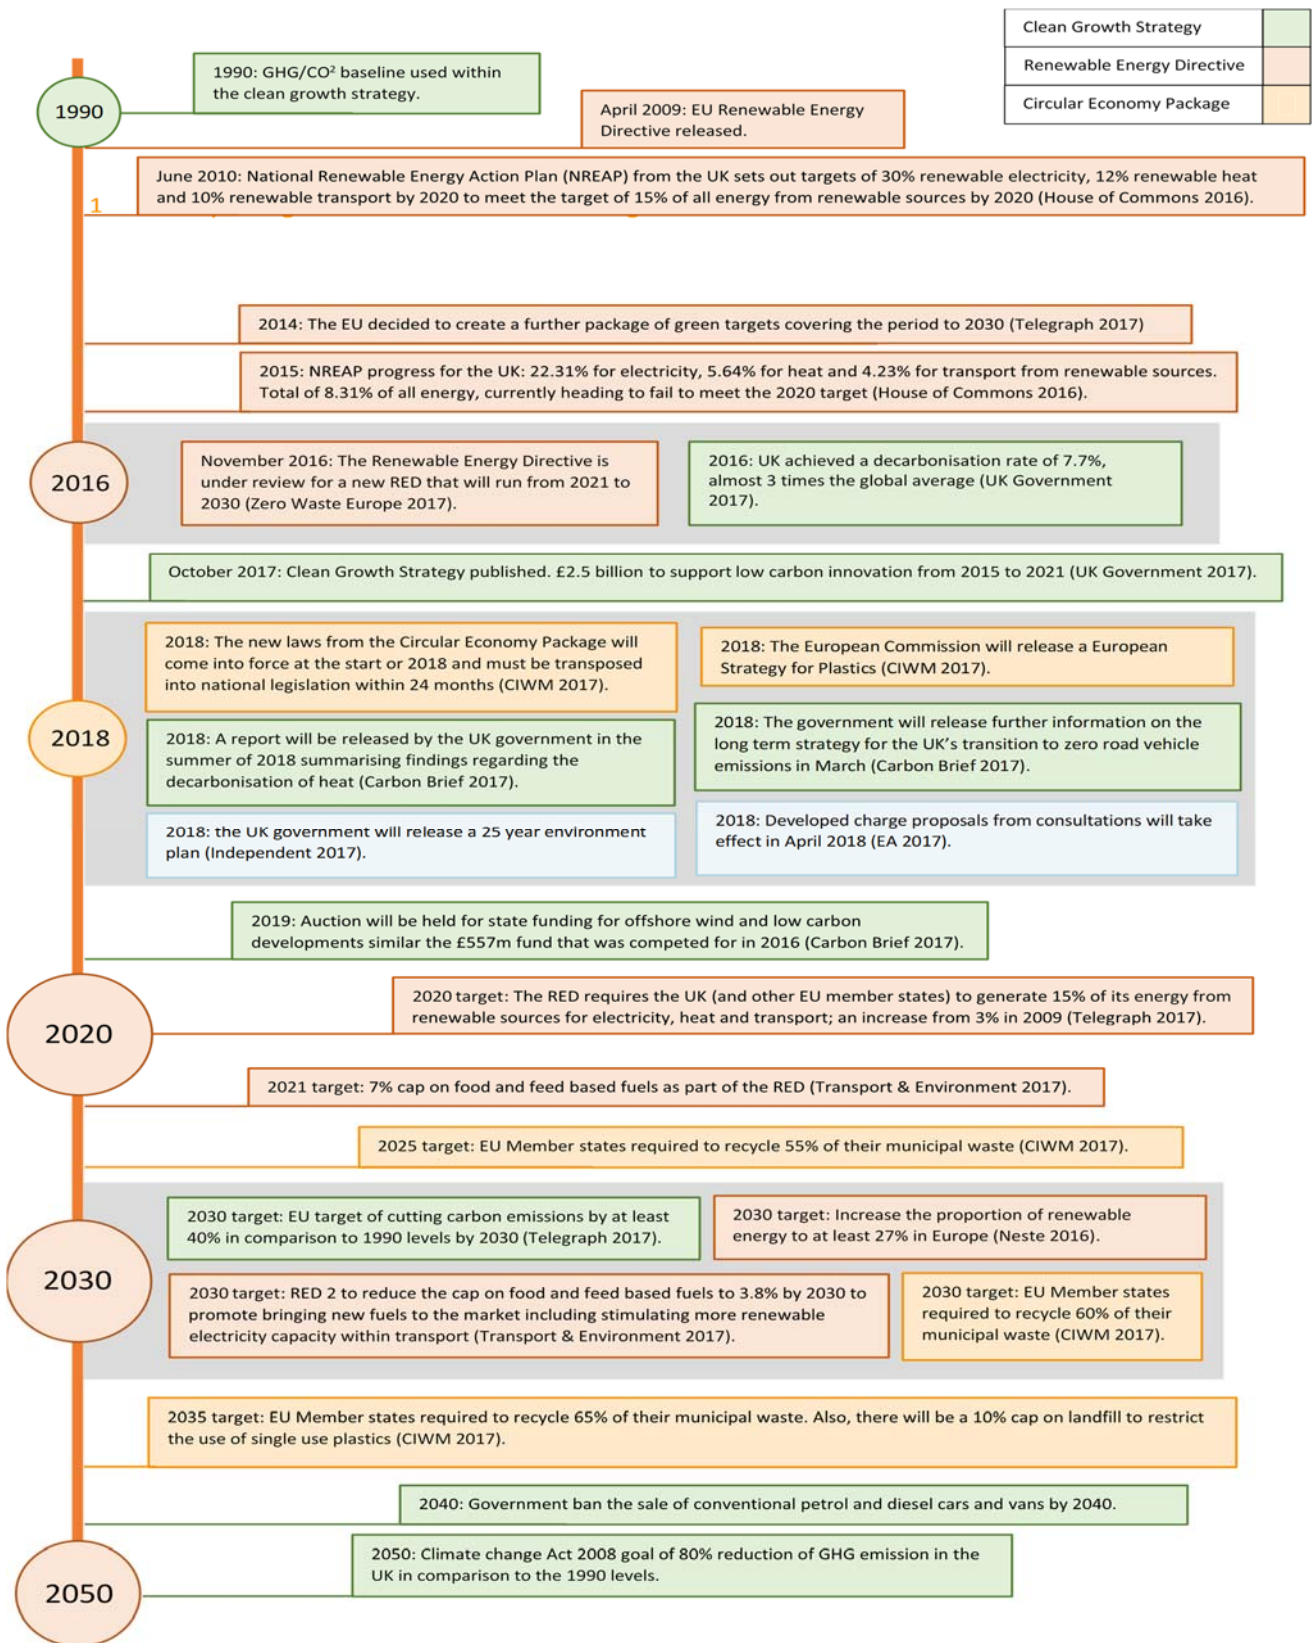 Clean Growth Strategy
Renewable Energy Directive
Circular Economy Package
1990
1990: GHG/CO² baseline used within
the clean growth strategy.
April 2009: EU Renewable Energy
Directive released.
June 2010: National Renewable Energy Action Plan (NREAP) from the UK sets out targets of 30% renewable electricity, 12% renewable heat
and 10% renewable transport by 2020 to meet the target of 15% of all energy from renewable sources by 2020 (House of Commons 2016).
1
2014: The EU decided to create a further package of green targets covering the period to 2030 (Telegraph 2017)
2015: NREAP progress for the UK: 22.31% for electricity, 5.64% for heat and 4.23% for transport from renewable sources.
Total of 8.31% of all energy, currently heading to fail to meet the 2020 target (House of Commons 2016).
2016
November 2016: The Renewable Energy Directive is
under review for a new RED that will run from 2021 to
2030 (Zero Waste Europe 2017).
2016: UK achieved a decarbonisation rate of 7.7%,
almost 3 times the global average (UK Government
2017).
October 2017: Clean Growth Strategy published. £2.5 billion to support low carbon innovation from 2015 to 2021 (UK Government 2017).
2018
2018: The new laws from the Circular Economy Package will
come into force at the start or 2018 and must be transposed
into national legislation within 24 months (CIWM 2017).
2018: The European Commission will release a European
Strategy for Plastics (CIWM 2017).
2018: A report will be released by the UK government in the
summer of 2018 summarising findings regarding the
decarbonisation of heat (Carbon Brief 2017).
2018: The government will release further information on the
long term strategy for the UK's transition to zero road vehicle
emissions in March (Carbon Brief 2017).
2018: the UK government will release a 25 year environment
plan (Independent 2017).
2018: Developed charge proposals from consultations will take
effect in April 2018 (EA 2017).
2019: Auction will be held for state funding for offshore wind and low carbon
developments similar the £557m fund that was competed for in 2016 (Carbon Brief 2017).
2020
2020 target: The RED requires the UK (and other EU member states) to generate 15% of its energy from
renewable sources for electricity, heat and transport; an increase from 3% in 2009 (Telegraph 2017).
2021 target: 7% cap on food and feed based fuels as part of the RED (Transport & Environment 2017).
2025 target: EU Member states required to recycle 55% of their municipal waste (CIWM 2017).
2030
2030 target: EU target of cutting carbon emissions by at least
40% in comparison to 1990 levels by 2030 (Telegraph 2017).
2030 target: Increase the proportion of renewable
energy to at least 27% in Europe (Neste 2016).
2030 target: RED 2 to reduce the cap on food and feed based fuels to 3.8% by 2030 to
promote bringing new fuels to the market including stimulating more renewable
electricity capacity within transport (Transport & Environment 2017).
2030 target: EU Member states
required to recycle 60% of their
municipal waste (CIWM 2017).
2035 target: EU Member states required to recycle 65% of their municipal waste. Also, there will be a 10% cap on landfill to restrict
the use of single use plastics (CIWM 2017).
2040: Government ban the sale of conventional petrol and diesel cars and vans by 2040.
2050
2050: Climate change Act 2008 goal of 80% reduction of GHG emission in the
UK in comparison to the 1990 levels.